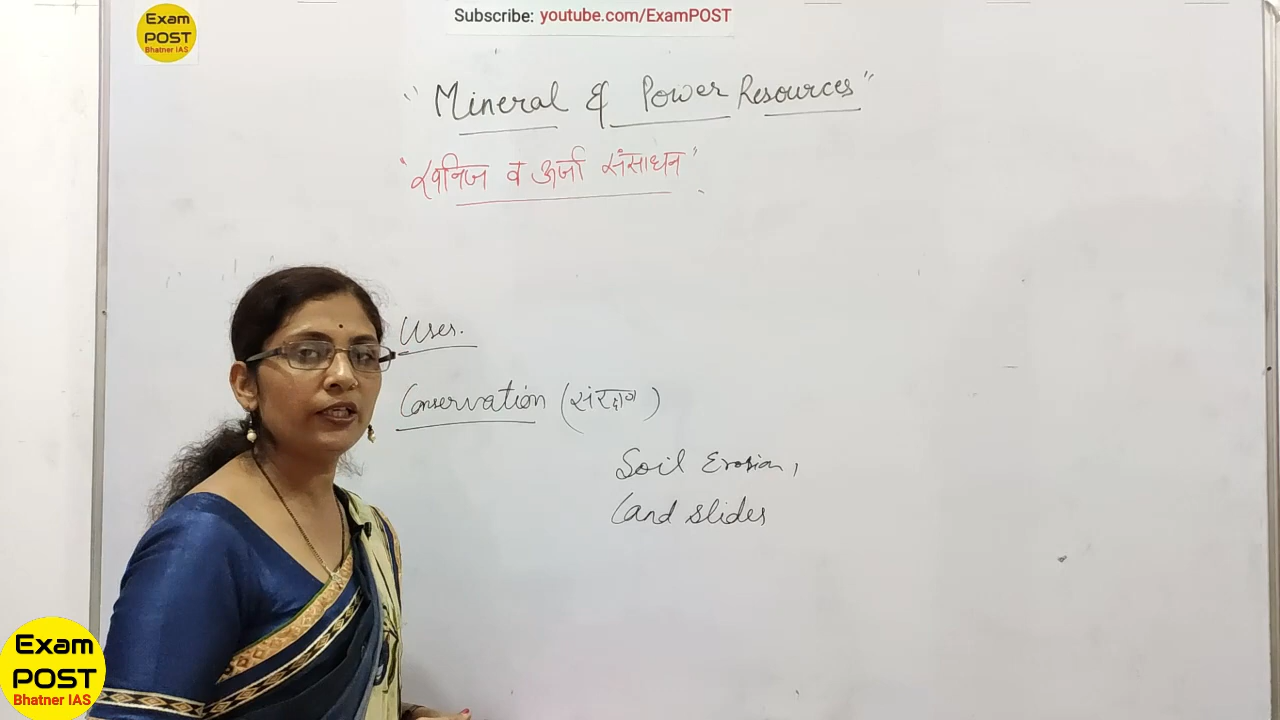 Exam
POST
Bhatner IAS
Subscribe: youtube.com/ExamPOST
"Mineral & Power Resources"
"खनिज व ऊर्जा संसाधन"
Uses.
Conservation (संरक्षण)
Soil Erosion,
Land slides
Exam
POST
Bhatner IAS